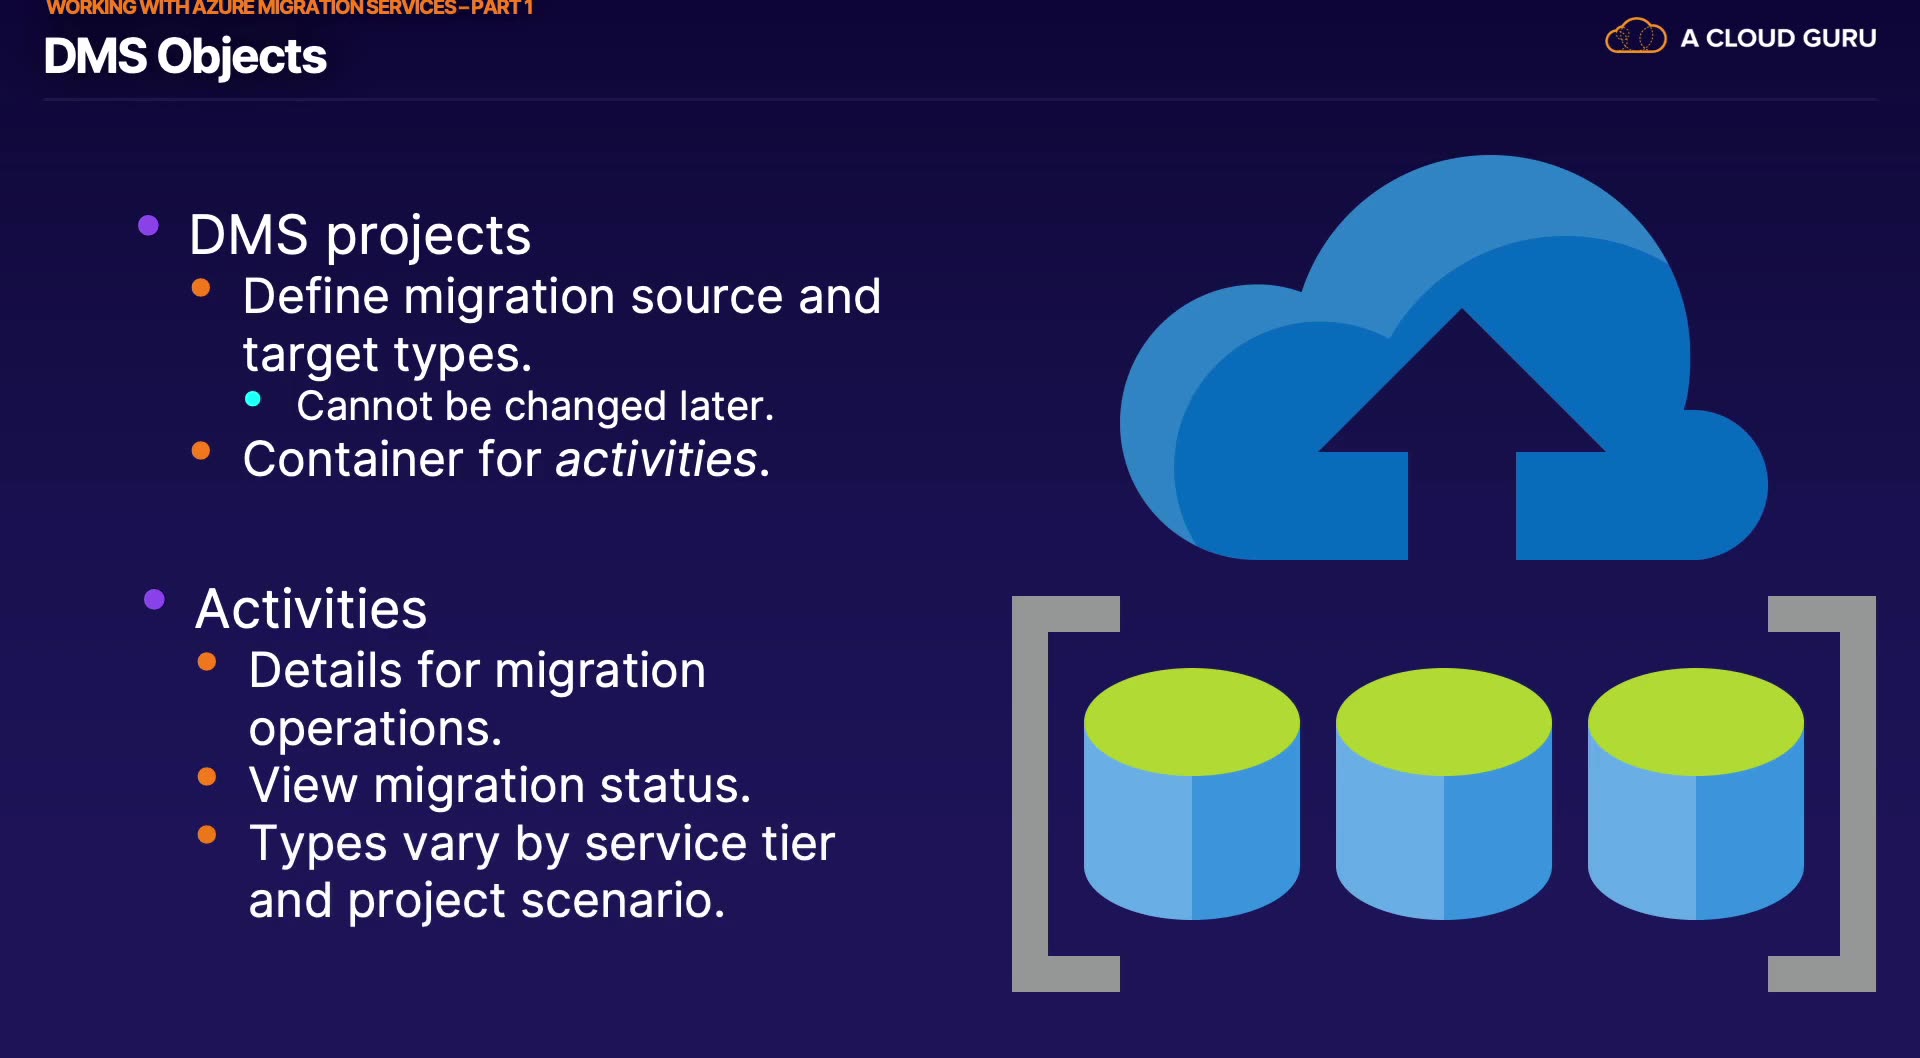 WORKING WITH AZURE MIGRATION SERVICES – PART 1
DMS Objects
A CLOUD GURU
DMS projects
Define migration source and
target types.
Cannot be changed later.
Container for activities.
Activities
Details for migration
operations.
View migration status.
Types vary by service tier
and project scenario.